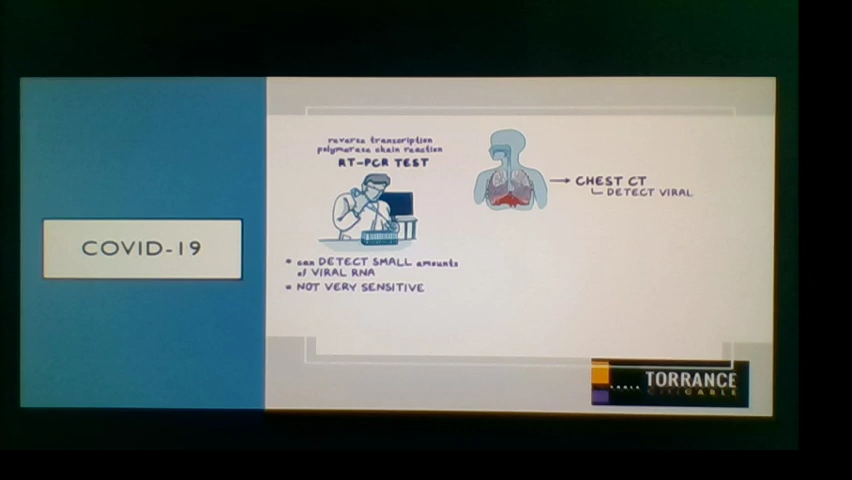 COVID-19
reverse transcription
polymerase chain reaction
RT-PCR TEST
• can DETECT SMALL amounts
of VIRAL RNA
• NOT VERY SENSITIVE
CHEST CT
DETECT VIRAL
TORRANCE
CITICABLE